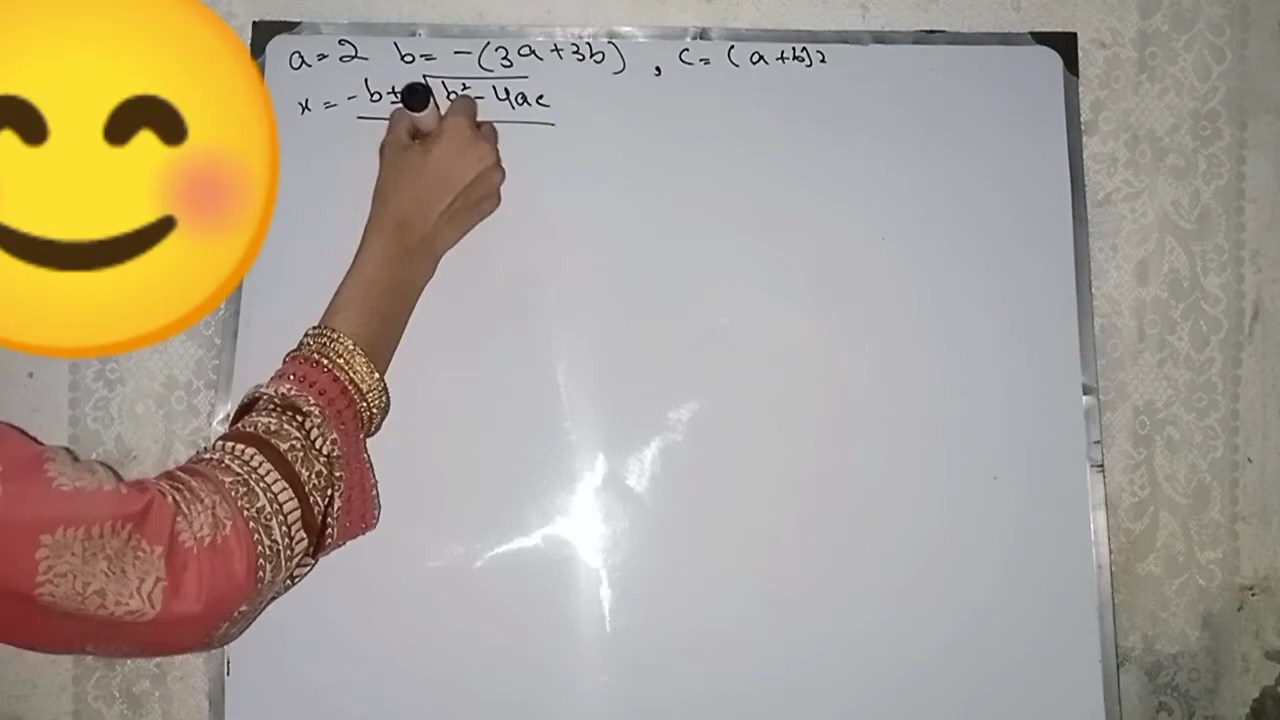 a = 2 b = -(3a+3b) , c = (a+b)2
x = -b ± √b²-4ac